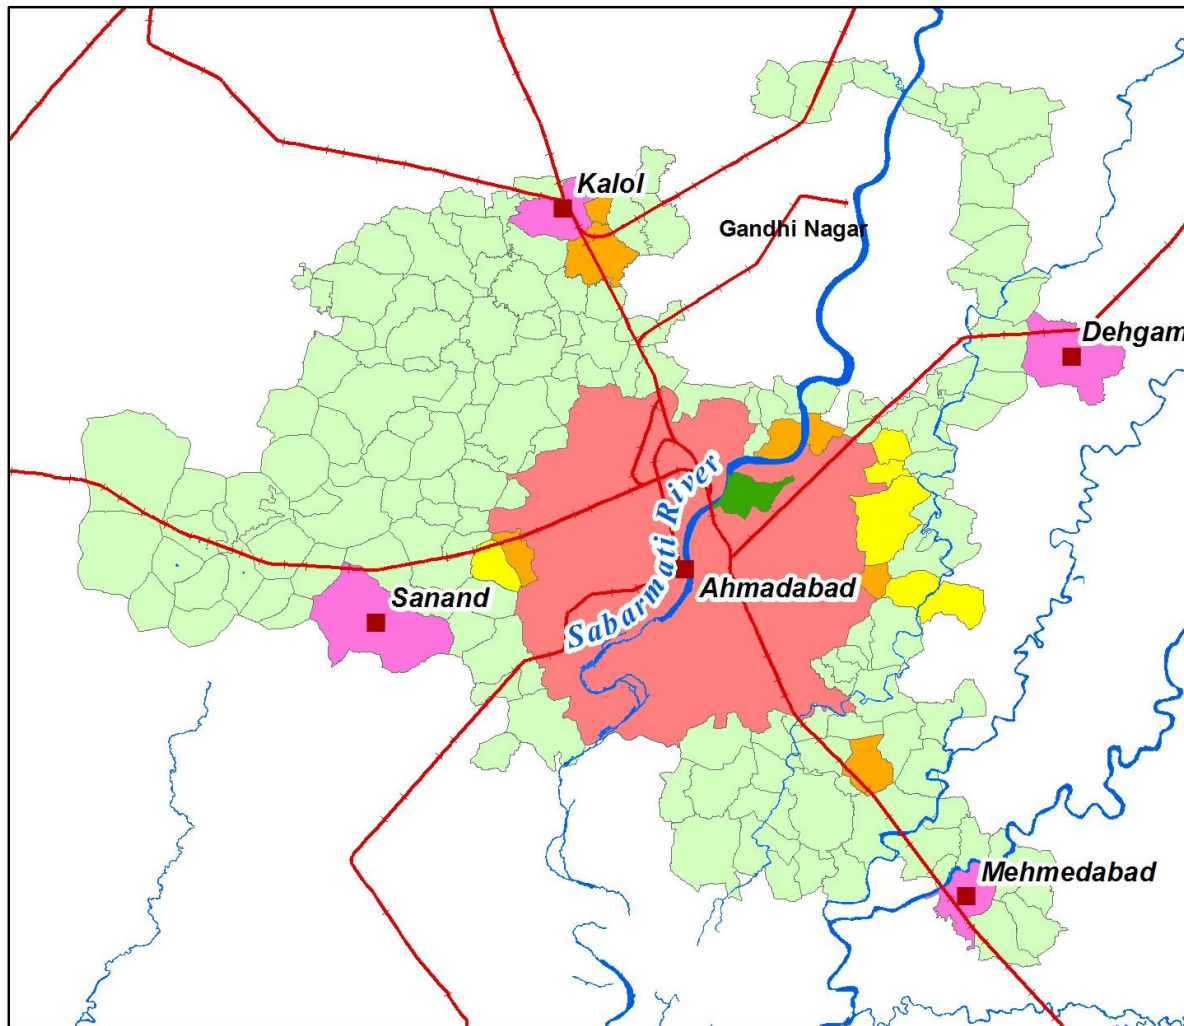 Kalol
Gandhi Nagar
Dehgam
Sabarmati River
Ahmadabad
Sanand
Mehmedabad